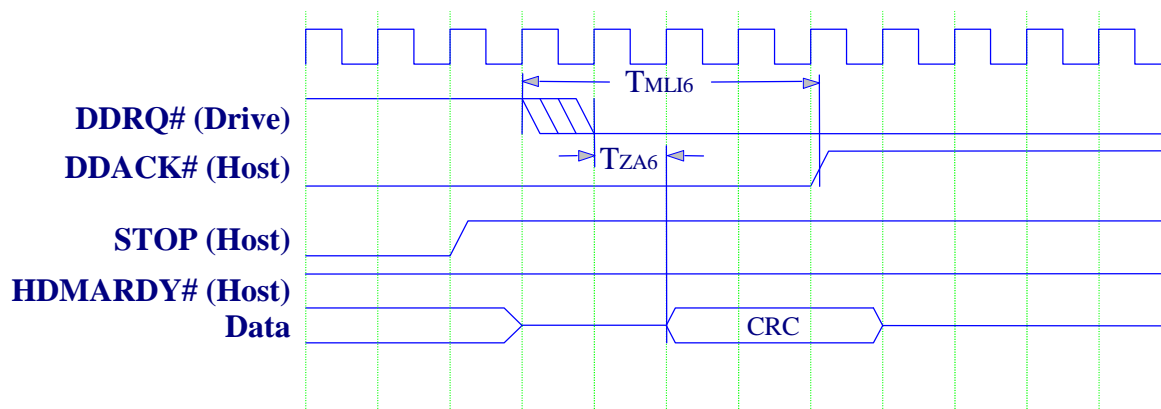 TMLI6
DDRQ# (Drive)
TZA6
DDACK# (Host)
STOP (Host)
HDMARDY# (Host)
Data
CRC